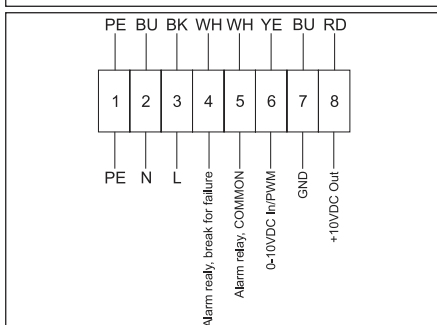 PE BU BK WH WH YE BU RD
1 2 3 4 5 6 7 8
PE
N
L
Alarm realy, break for failure
Alarm relay, COMMON
0-10VDC In/PWM
GND
+10VDC Out